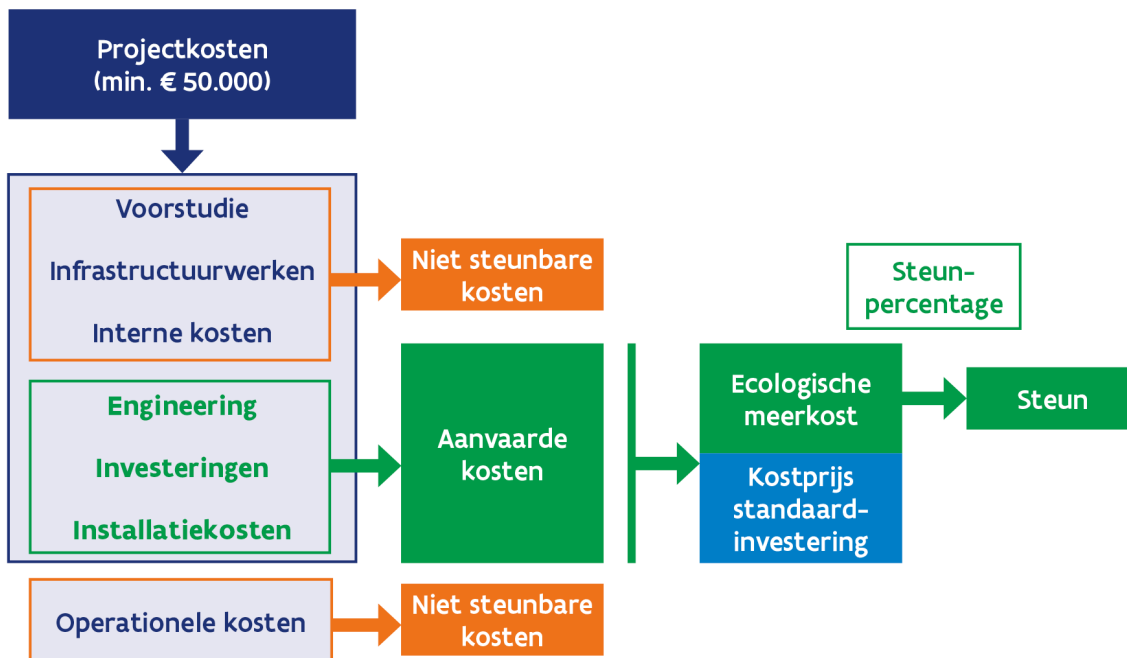 Projectkosten
(min. € 50.000)
Voorstudie
Infrastructuurwerken
Interne kosten
Niet steunbare
kosten
Steun-
percentage
Engineering
Investeringen
Installatiekosten
Aanvaarde
kosten
Ecologische
meerkost
Kostprijs
standaard-
investering
Steun
Operationele kosten
Niet steunbare
kosten